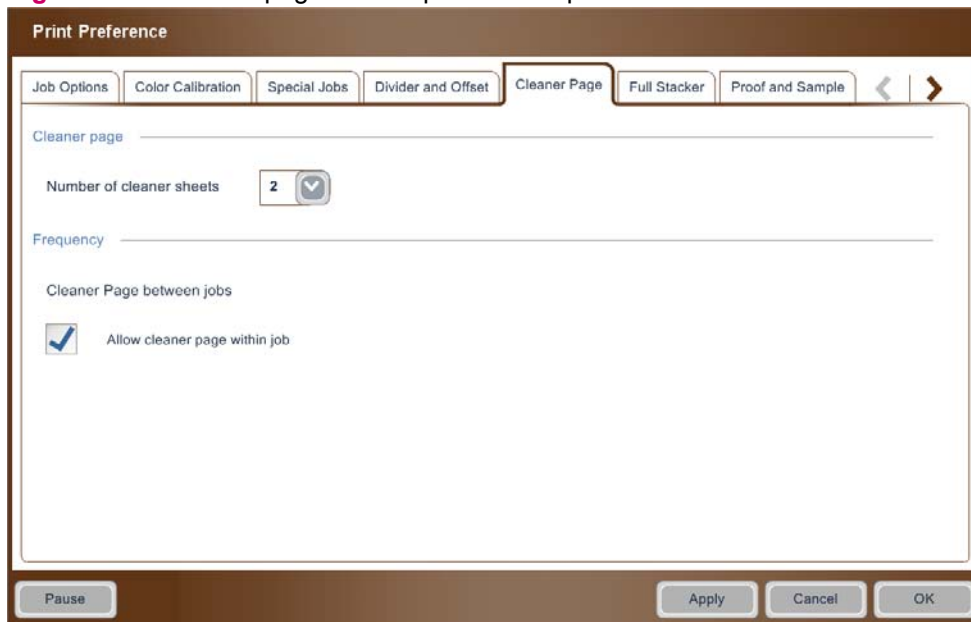 Print Preference
Job Options Color Calibration Special Jobs Divider and Offset Cleaner Page Full Stacker Proof and Sample
Cleaner page
Number of cleaner sheets 2
Frequency
Cleaner Page between jobs
Allow cleaner page within job
Pause Apply Cancel OK